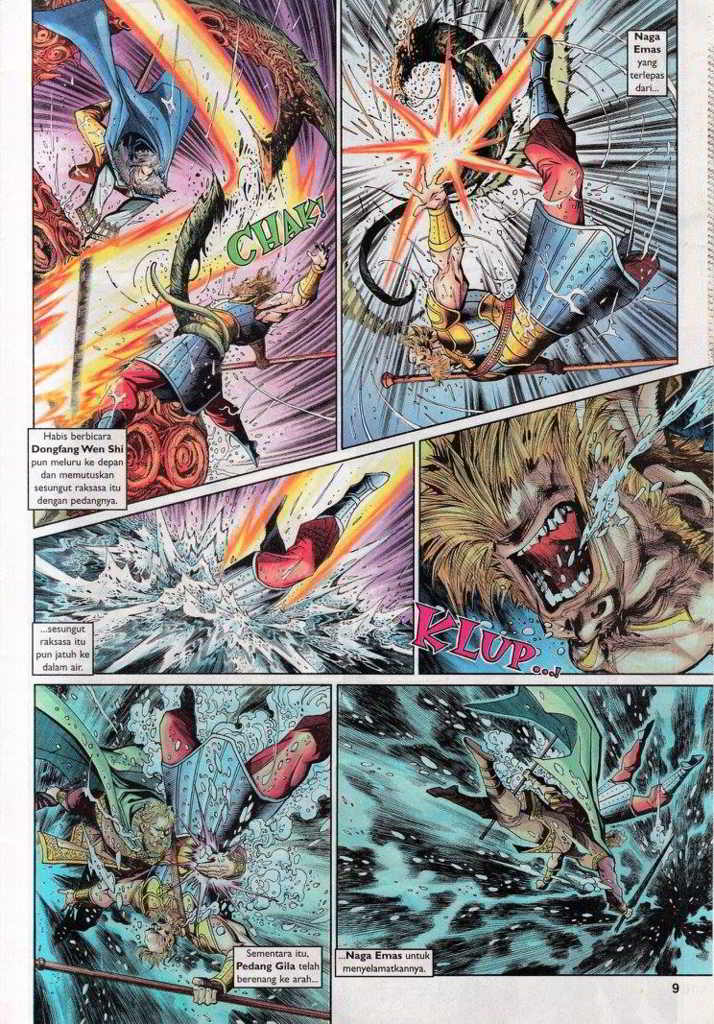 CHAK!
Habis berbicara
Dongfang Wen Shi
pun meluru ke depan
dan memutuskan
sesungut raksasa itu
dengan pedangnya.
Naga
Emas
yang
terlepas
dari...
...sesungut
raksasa itu
pun jatuh ke
dalam air.
KLUP...!
Sementara itu,
Pedang Gila telah
berenang ke arah...
...Naga Emas untuk
menyelamatkannya.
9